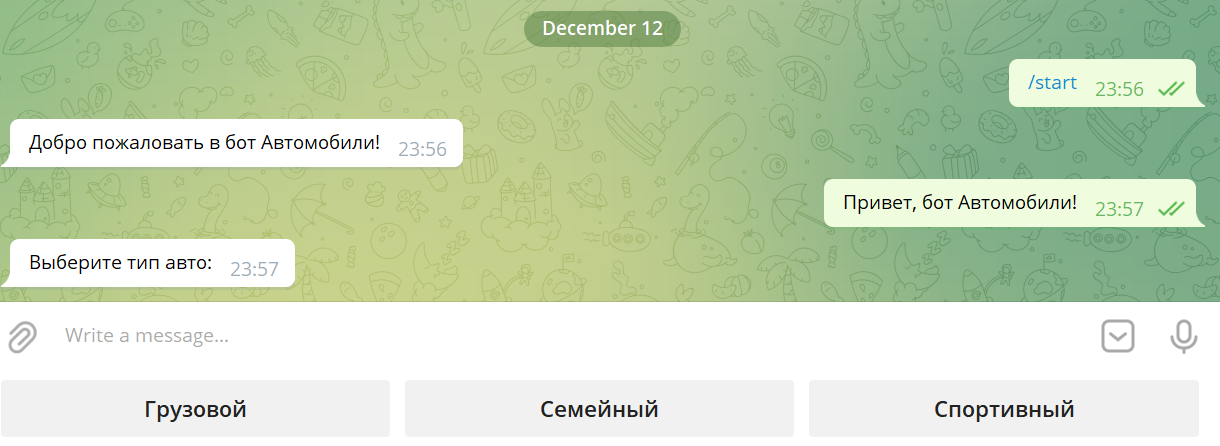 December 12
/start 23:56
Добро пожаловать в бот Автомобили! 23:56
Привет, бот Автомобили! 23:57
Выберите тип авто: 23:57
Write a message...
Грузовой Семейный Спортивный